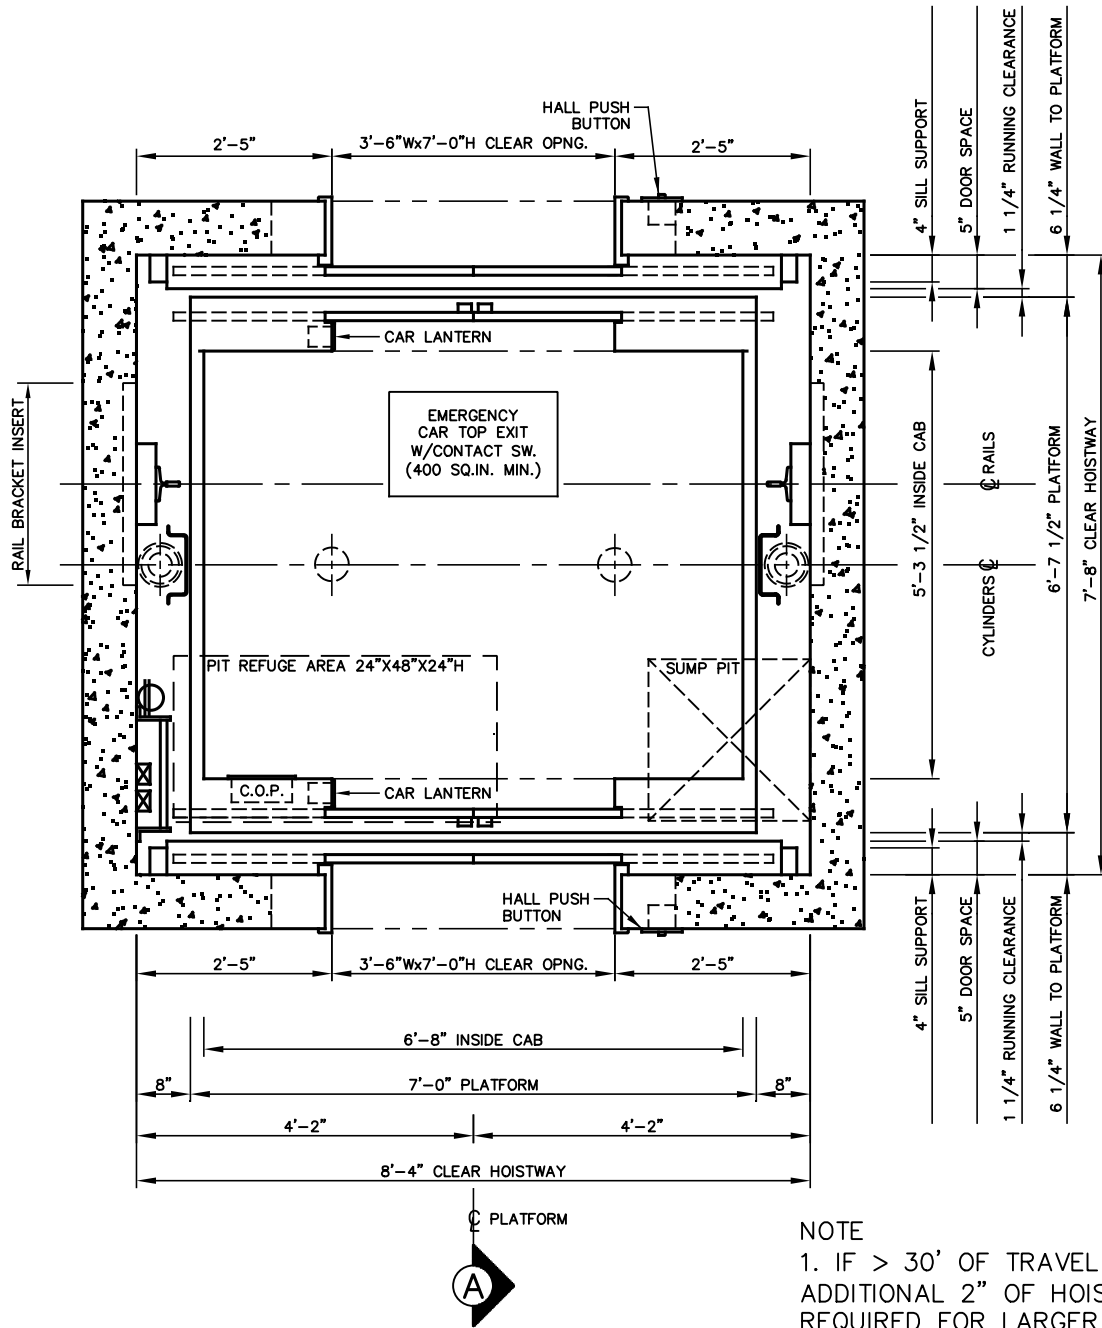 HALL PUSH
BUTTON
2'-5"
3'-6"Wx7'-0"H CLEAR OPNG.
2'-5"
4" SILL SUPPORT
5" DOOR SPACE
1 1/4" RUNNING CLEARANCE
6 1/4" WALL TO PLATFORM
CAR LANTERN
EMERGENCY
CAR TOP EXIT
W/CONTACT SW.
(400 SQ.IN. MIN.)
RAIL BRACKET INSERT
5'-3 1/2" INSIDE CAB
℄ RAILS
CYLINDERS ℄
6'-7 1/2" PLATFORM
7'-8" CLEAR HOISTWAY
PIT REFUGE AREA 24"X48"X24"H
SUMP PIT
C.O.P.
CAR LANTERN
HALL PUSH
BUTTON
2'-5"
3'-6"Wx7'-0"H CLEAR OPNG.
2'-5"
4" SILL SUPPORT
5" DOOR SPACE
1 1/4" RUNNING CLEARANCE
6 1/4" WALL TO PLATFORM
6'-8" INSIDE CAB
8"
7'-0" PLATFORM
8"
4'-2"
4'-2"
8'-4" CLEAR HOISTWAY
℄ PLATFORM
A
NOTE
1. IF > 30' OF TRAVEL
ADDITIONAL 2" OF HOIS
REQUIRED FOR LARGER